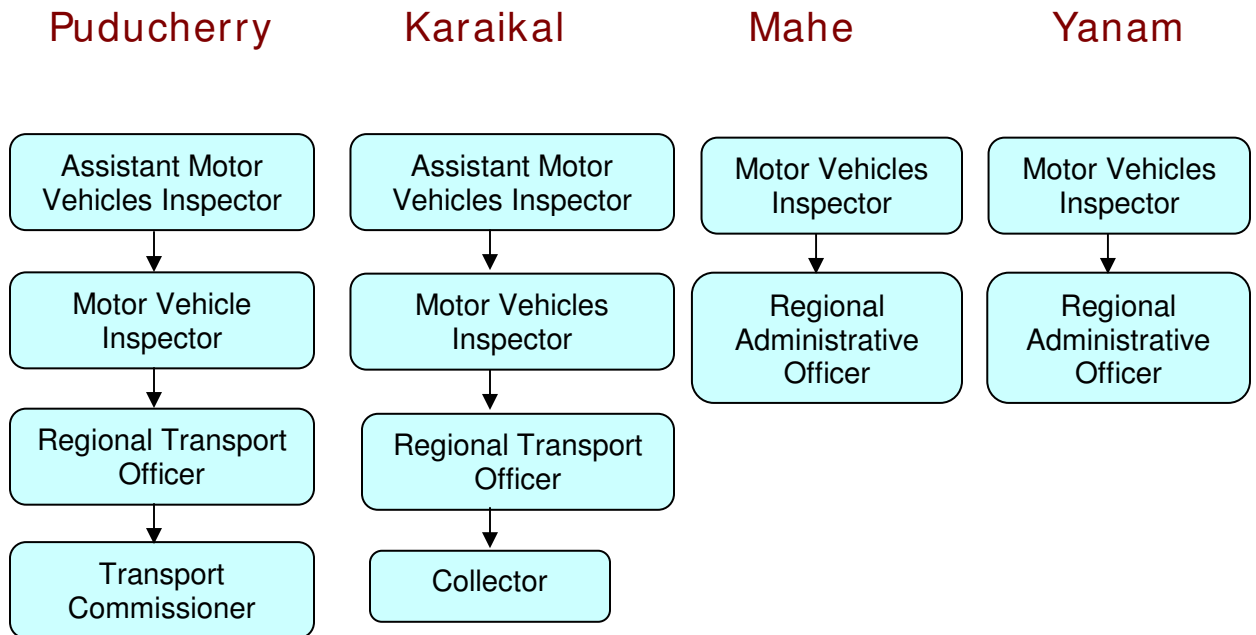 Puducherry
Karaikal
Mahe
Yanam
Assistant Motor
Vehicles Inspector
Motor Vehicle
Inspector
Regional Transport
Officer
Transport
Commissioner
Assistant Motor
Vehicles Inspector
Motor Vehicles
Inspector
Regional Transport
Officer
Collector
Motor Vehicles
Inspector
Regional
Administrative
Officer
Motor Vehicles
Inspector
Regional
Administrative
Officer